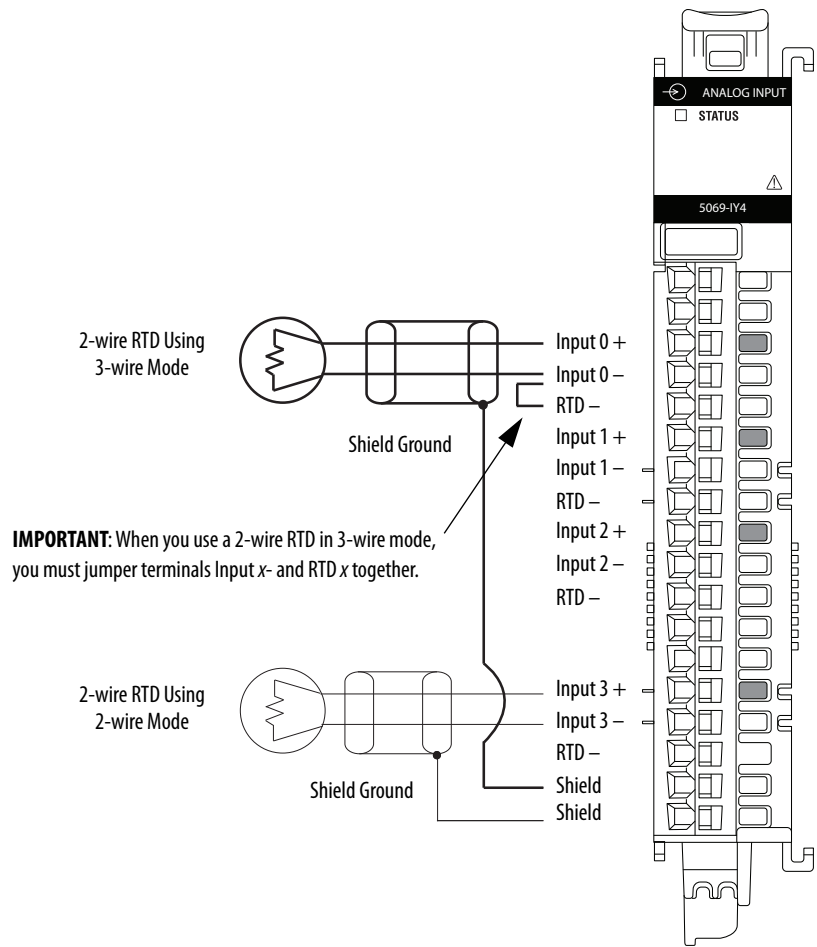 ANALOG INPUT
STATUS
5069-IY4
2-wire RTD Using
3-wire Mode
Input 0 +
Input 0 –
RTD –
Shield Ground
Input 1 +
Input 1 –
RTD –
IMPORTANT: When you use a 2-wire RTD in 3-wire mode,
you must jumper terminals Input x- and RTD x together.
Input 2 +
Input 2 –
RTD –
2-wire RTD Using
2-wire Mode
Input 3 +
Input 3 –
RTD –
Shield Ground
Shield
Shield